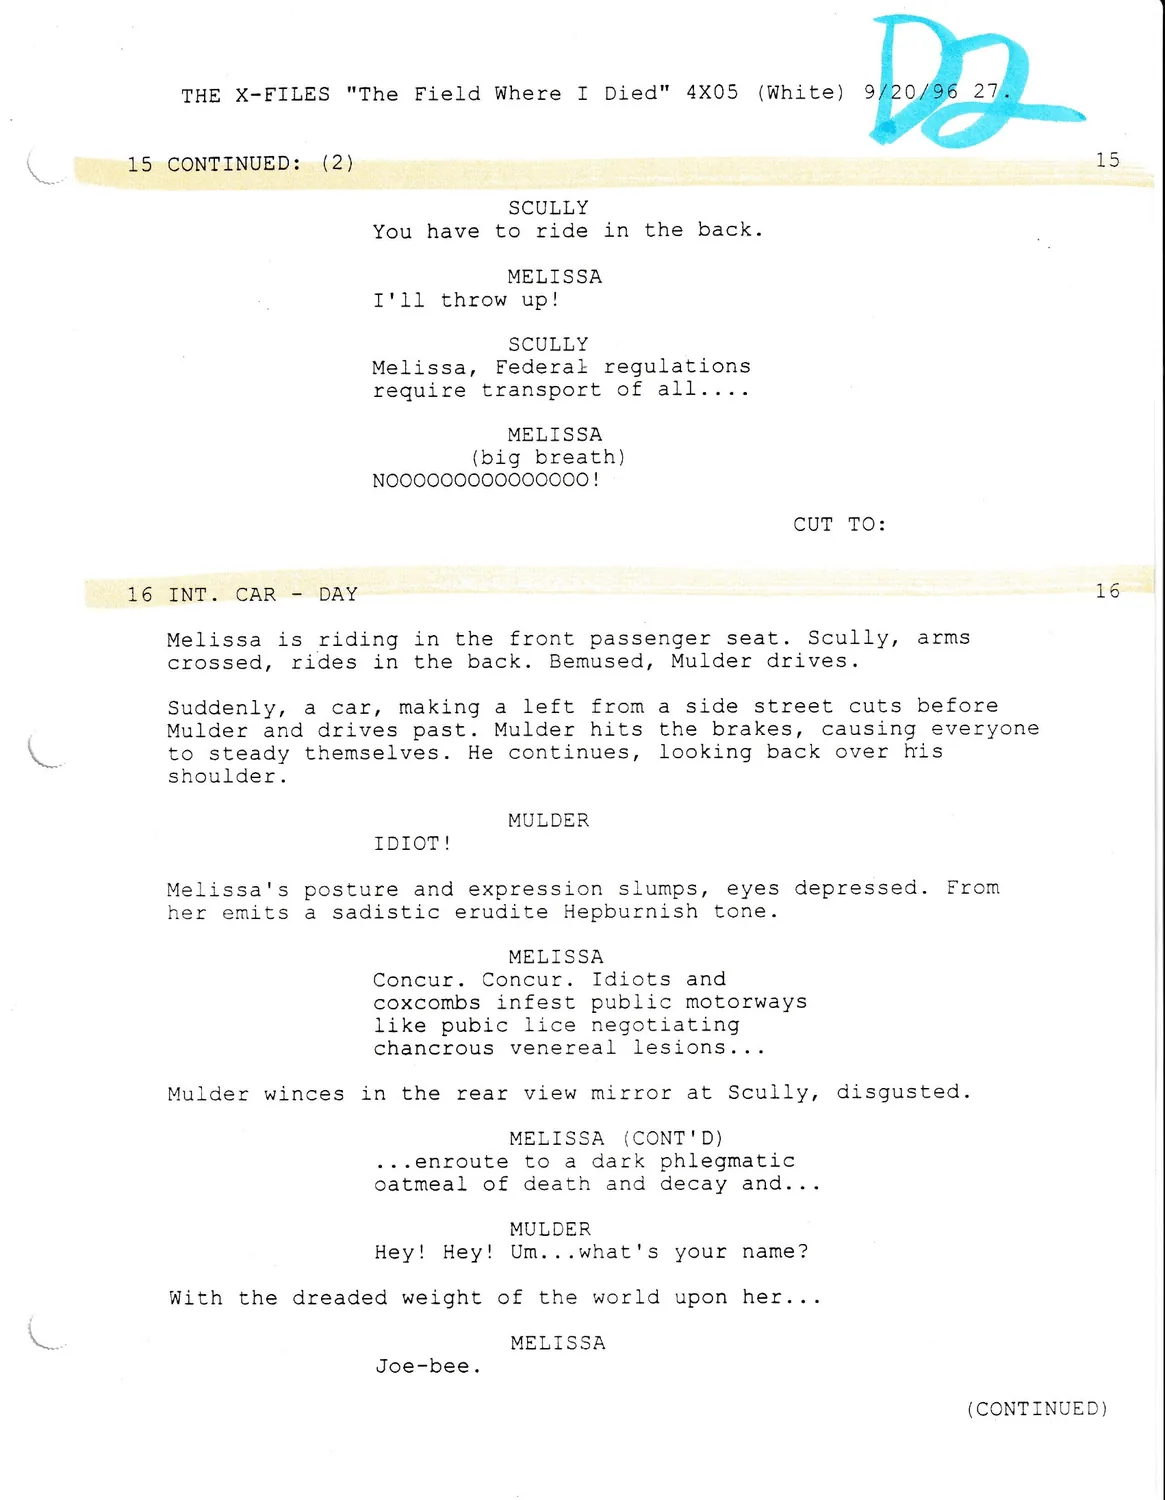 D2
THE X-FILES "The Field Where I Died" 4X05 (White) 9/20/96 27.
15 CONTINUED: (2) 15
SCULLY
You have to ride in the back.
MELISSA
I'll throw up!
SCULLY
Melissa, Federal regulations
require transport of all....
MELISSA
(big breath)
NOOOOOOOOOOOOOOO!
CUT TO:
16 INT. CAR - DAY 16
Melissa is riding in the front passenger seat. Scully, arms
crossed, rides in the back. Bemused, Mulder drives.
Suddenly, a car, making a left from a side street cuts before
Mulder and drives past. Mulder hits the brakes, causing everyone
to steady themselves. He continues, looking back over his
shoulder.
MULDER
IDIOT!
Melissa's posture and expression slumps, eyes depressed. From
her emits a sadistic erudite Hepburnish tone.
MELISSA
Concur. Concur. Idiots and
coxcombs infest public motorways
like pubic lice negotiating
chancrous venereal lesions...
Mulder winces in the rear view mirror at Scully, disgusted.
MELISSA (CONT'D)
...enroute to a dark phlegmatic
oatmeal of death and decay and...
MULDER
Hey! Hey! Um...what's your name?
With the dreaded weight of the world upon her...
MELISSA
Joe-bee.
(CONTINUED)